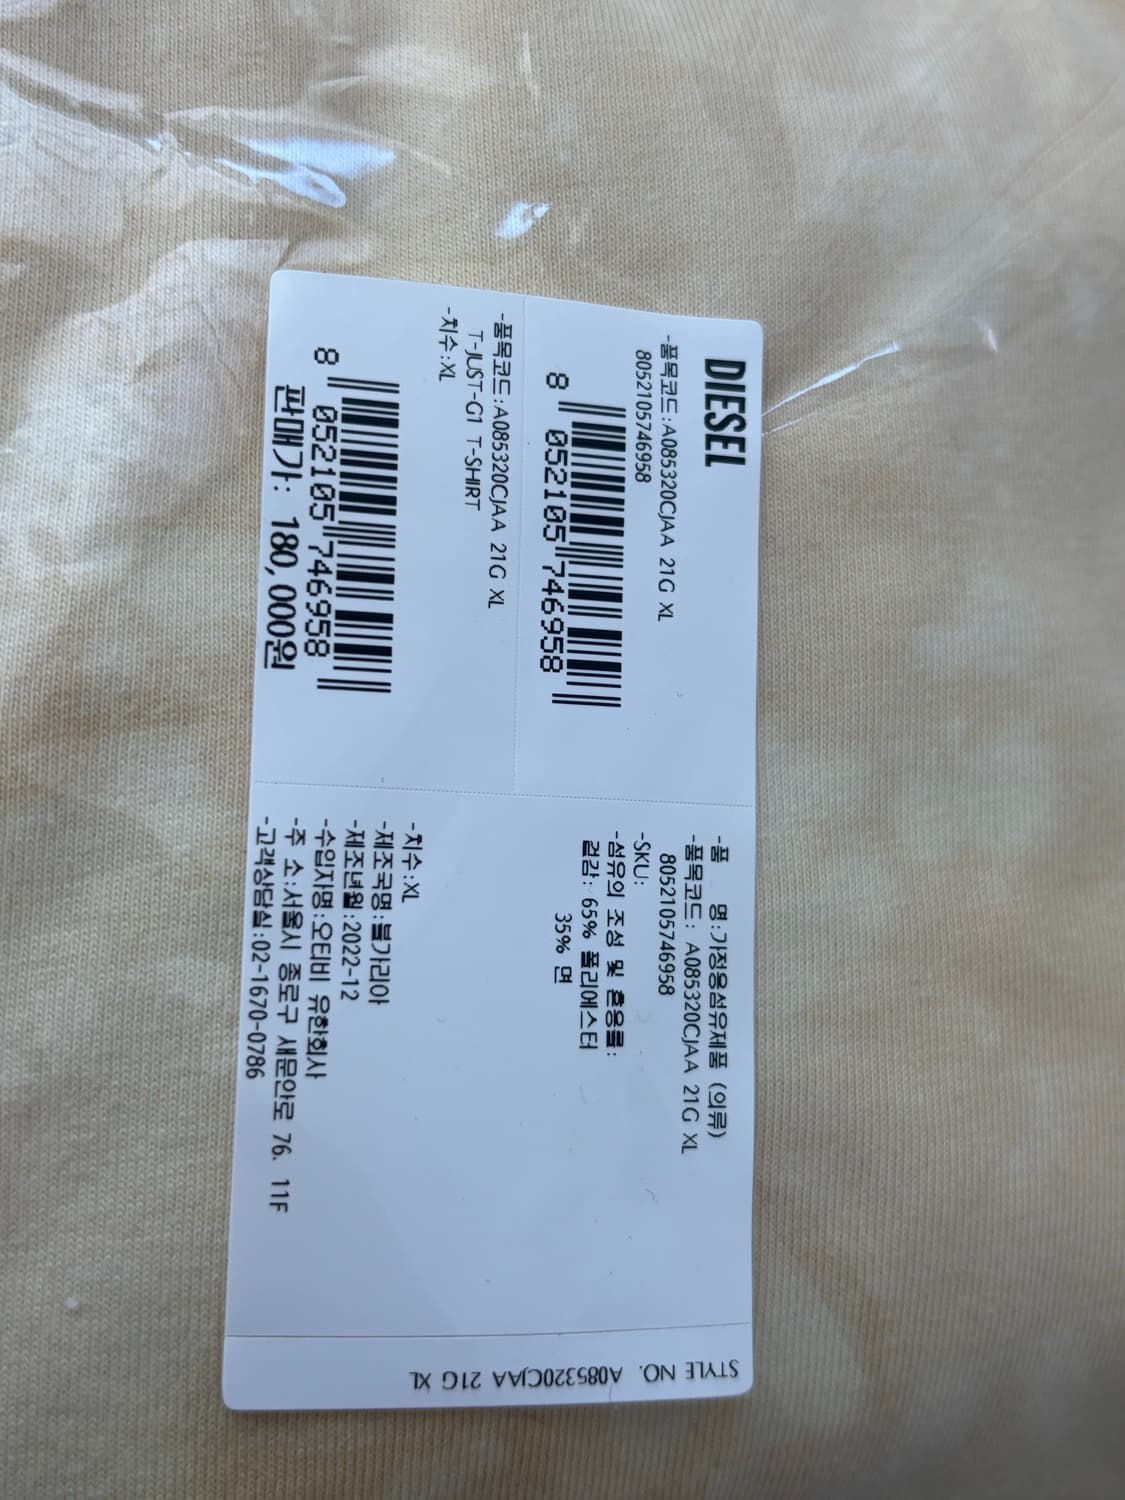 DIESEL
-품목코드:A085320CJAA 21G XL
8052105746958
8 052105 746958
-품목코드:A085320CJAA 21G XL
T-JUST-G1 T-SHIRT
-치수:XL
8 052105 746958
판매가: 180,000원
-품 명:가정용섬유제품 (의류)
-품목코드: A085320CJAA 21G XL
8052105746958
-SKU:
-섬유의 조성 및 혼용률:
겉감: 65% 폴리에스터
35% 면
-치수:XL
-제조국명:불가리아
-제조년월:2022-12
-수입자명:오티비 유한회사
-주 소:서울시 종로구 새문안로 76. 11F
-고객상담실:02-1670-0786
STYLE NO. A085320CJAA 21G XL